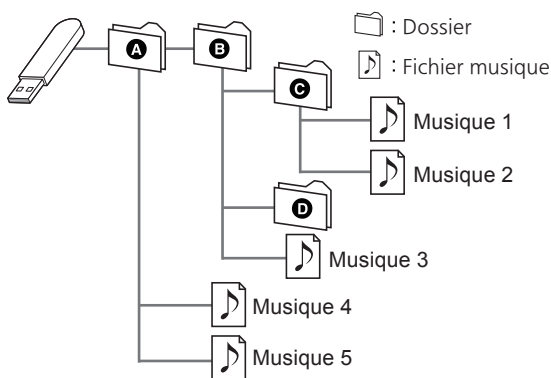 A
B
: Dossier
: Fichier musique
C
Musique 1
Musique 2
D
Musique 3
Musique 4
Musique 5